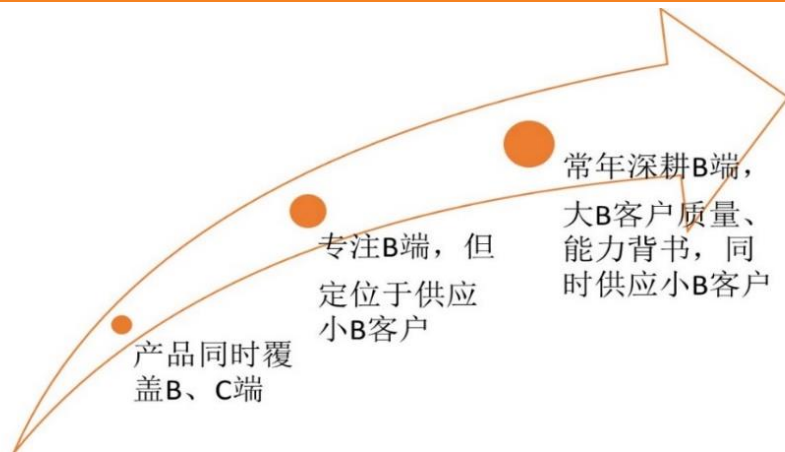 常年深耕B端，
大B客户质量、
能力背书，同
时供应小B客户
专注B端，但
定位于供应
小B客户
产品同时覆
盖B、C端